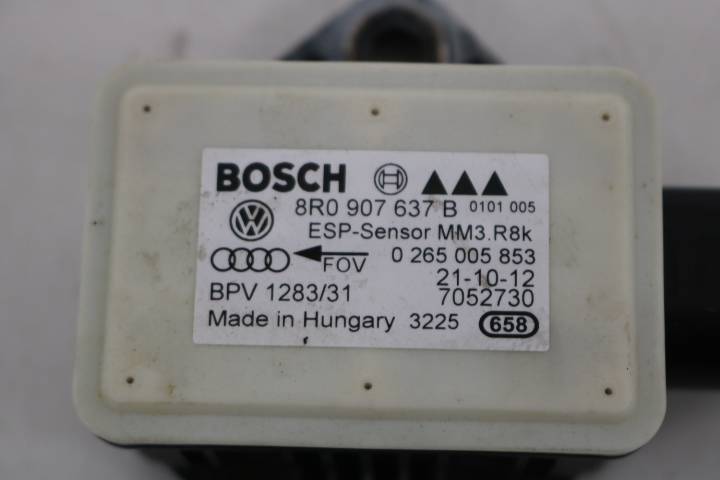 BOSCH
8R0 907 637 B 0101 005
ESP-Sensor MM3.R8k
FOV 0 265 005 853
21-10-12
BPV 1283/31 7052730
Made in Hungary 3225 658